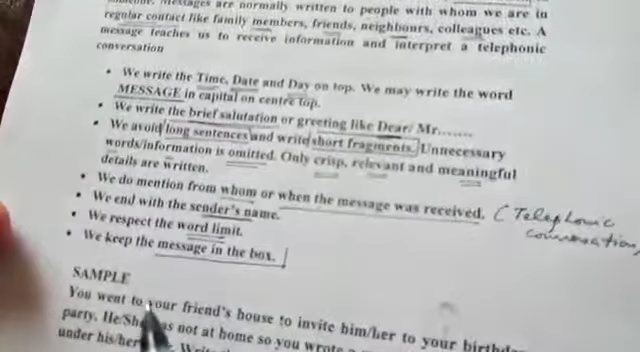 Messages are normally written to people with whom we are in
regular contact like family members, friends, neighbours, colleagues etc. A
message teaches us to receive information and interpret a telephonic
conversation
• We write the Time, Date and Day on top. We may write the word
MESSAGE in capital on centre top.
• We write the brief salutation or greeting like Dear/ Mr.......
• We avoid long sentences and write short fragments. Unnecessary
words/information is omitted. Only crisp, relevant and meaningful
details are written.
• We do mention from whom or when the message was received. (Telephonic
conversation)
• We end with the sender's name.
• We respect the word limit.
• We keep the message in the box.
SAMPLE
You went to your friend's house to invite him/her to your
party. He/She was not at home so you wrote a
under his/her